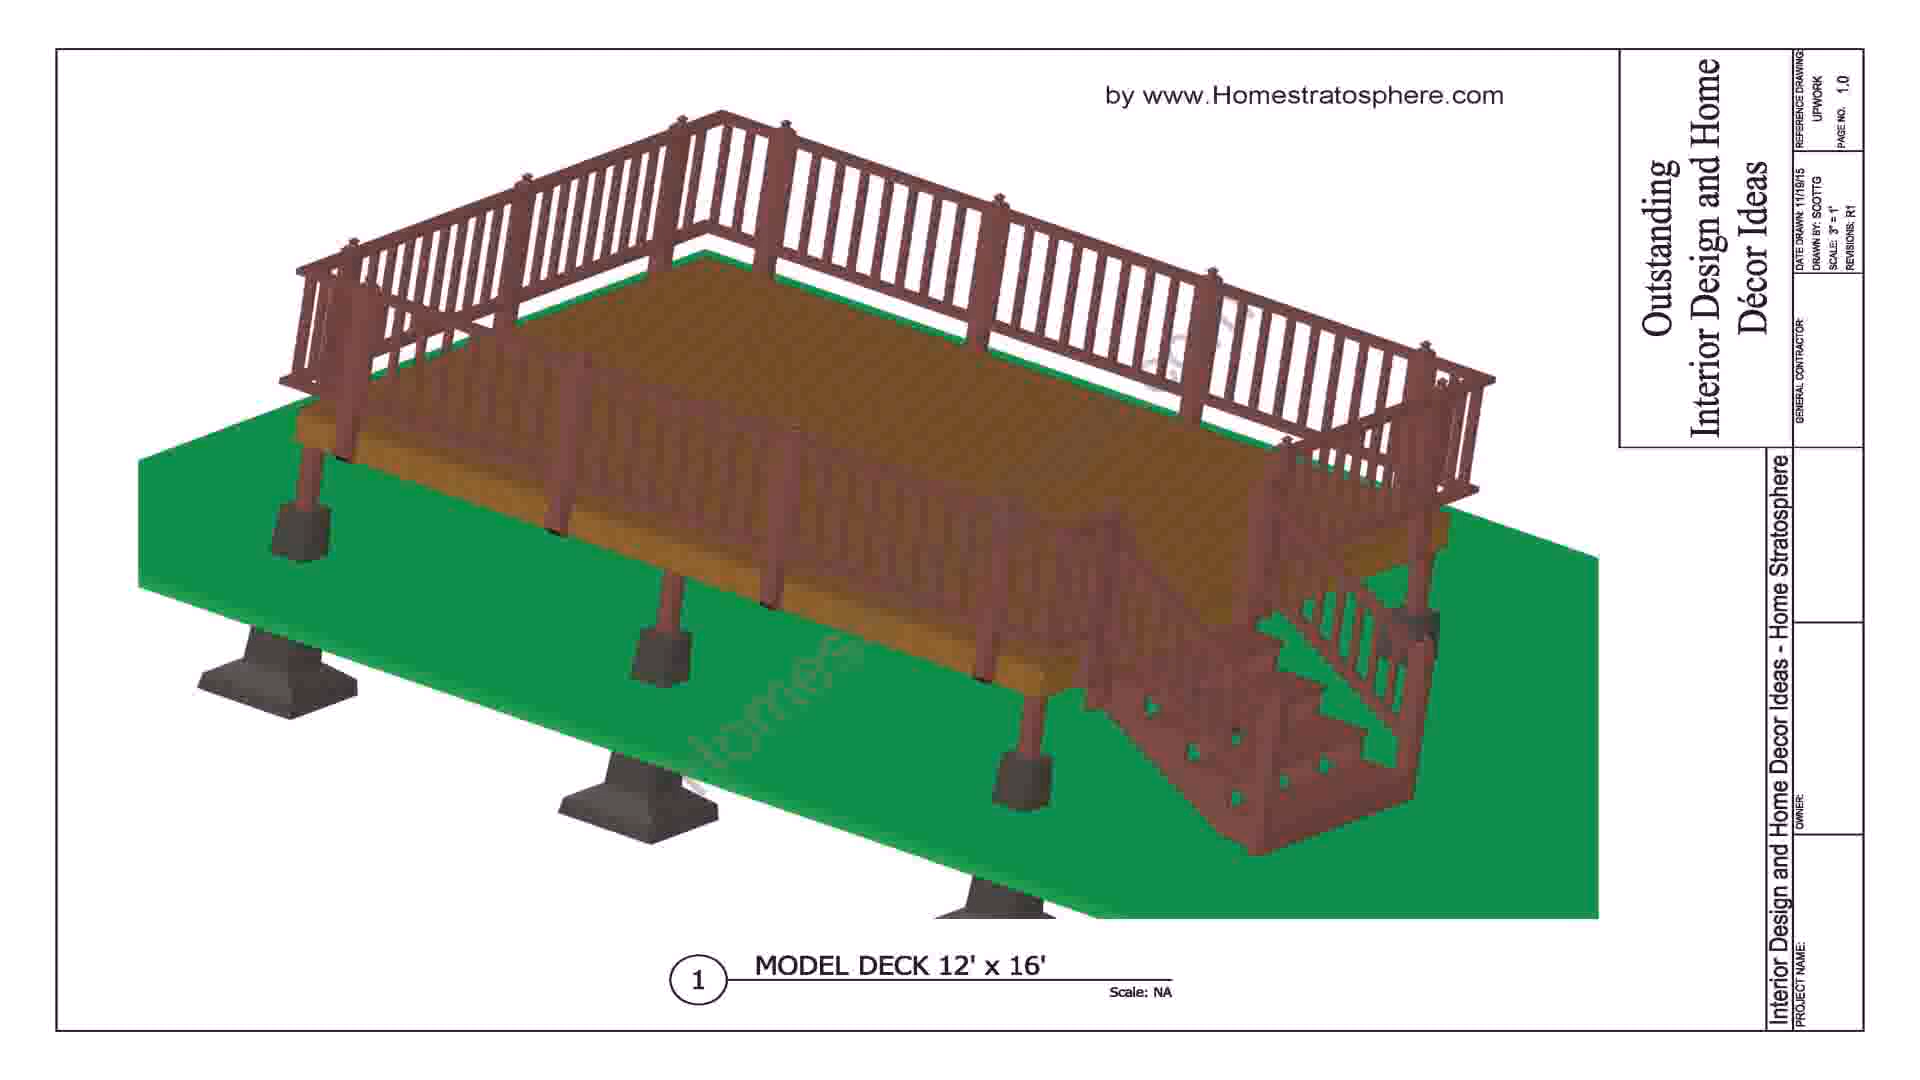 by www.Homestratosphere.com
Outstanding
Interior Design and Home
Décor Ideas
REFERENCE DRAWING:
UPWORK
PAGE NO. 1.0
DATE DRAWN: 11/19/15
DRAWN BY: SCOTTG
SCALE: 3" = 1'
REVISIONS: R1
GENERAL CONTRACTOR:
Interior Design and Home Decor Ideas - Home Stratosphere
OWNER:
PROJECT NAME:
Homes
com
1
MODEL DECK 12' x 16'
Scale: NA